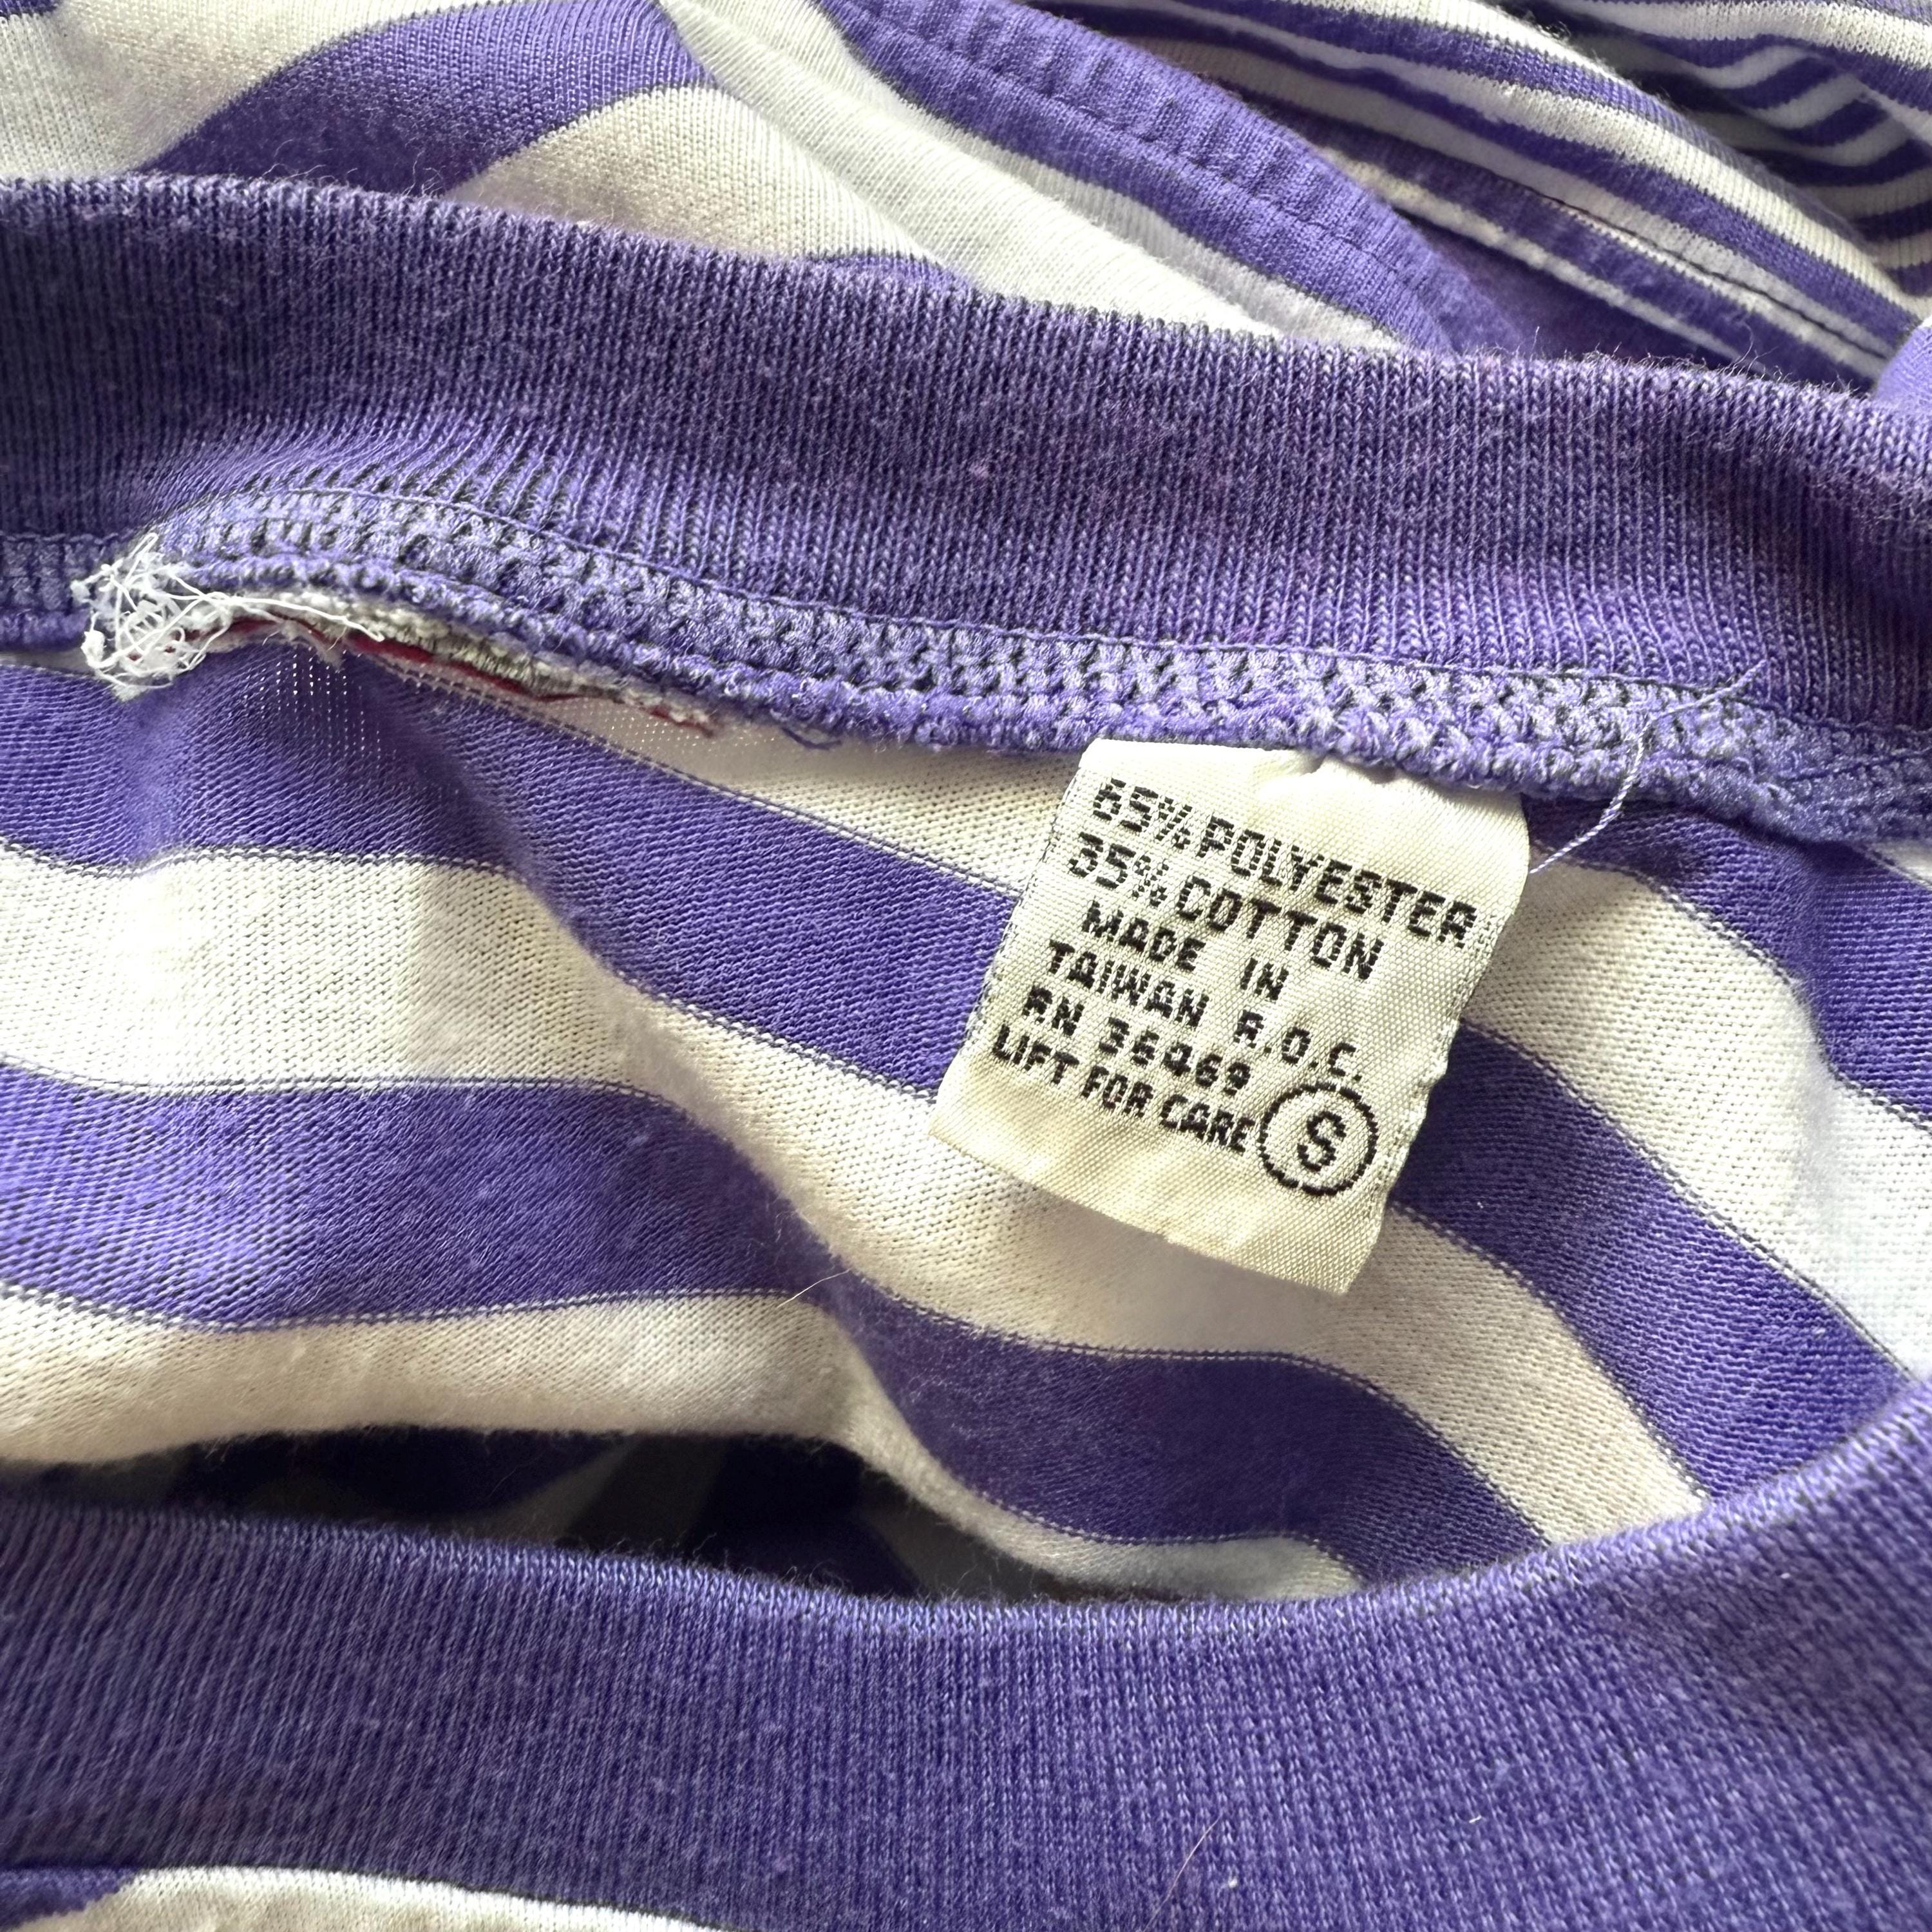 65% POLYESTER
35% COTTON
MADE IN
TAIWAN R.O.C.
RN 36469
LIFT FOR CARE S